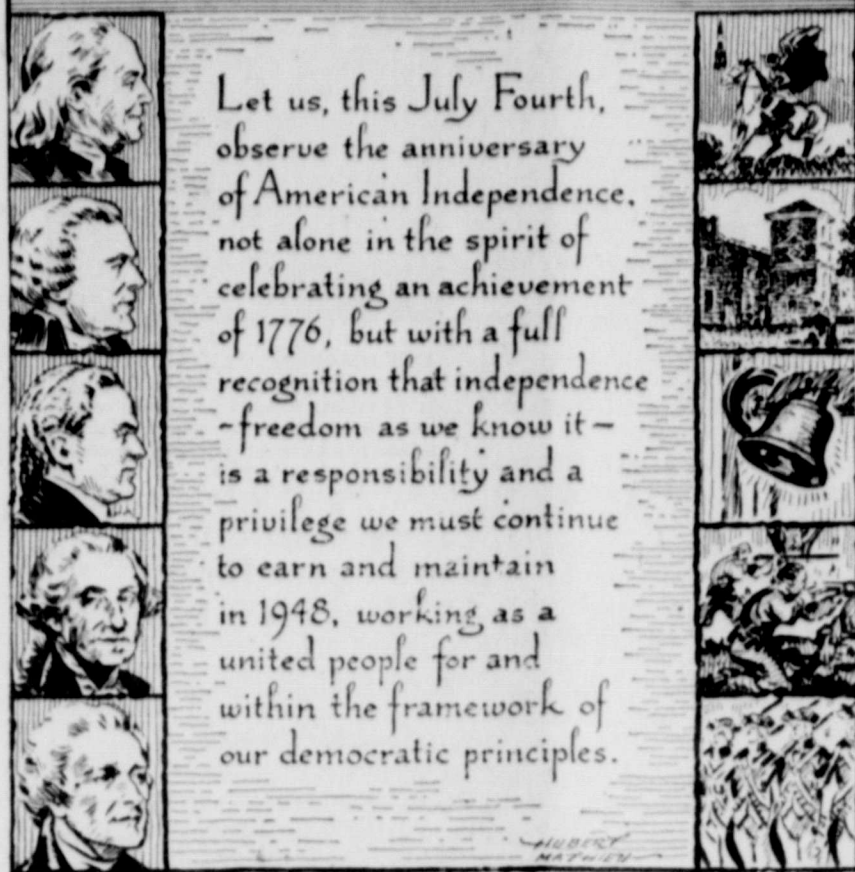 Let us, this July Fourth,
observe the anniversary
of American Independence,
not alone in the spirit of
celebrating an achievement
of 1776, but with a full
recognition that independence
-freedom as we know it-
is a responsibility and a
privilege we must continue
to earn and maintain
in 1948, working as a
united people for and
within the framework of
our democratic principles.
HUBERT
MATHIEU